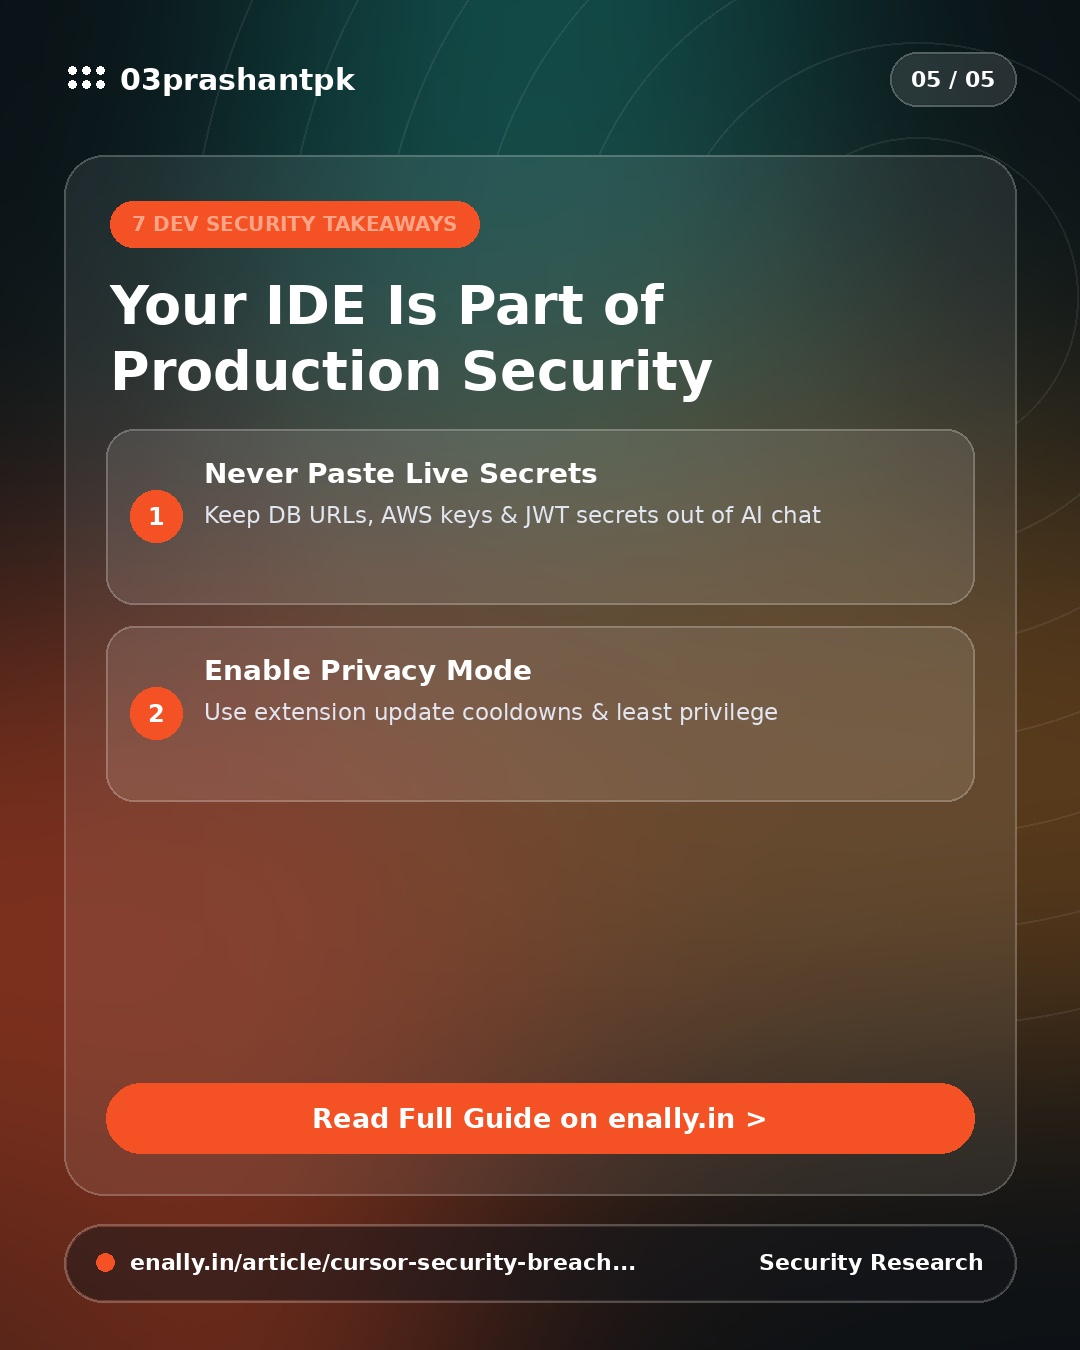 03prashantpk
05 / 05
7 DEV SECURITY TAKEAWAYS
Your IDE Is Part of
Production Security
Never Paste Live Secrets
1
Keep DB URLs, AWS keys & JWT secrets out of AI chat
Enable Privacy Mode
2
Use extension update cooldowns & least privilege
Read Full Guide on enally.in >
enally.in/article/cursor-security-breach...
Security Research